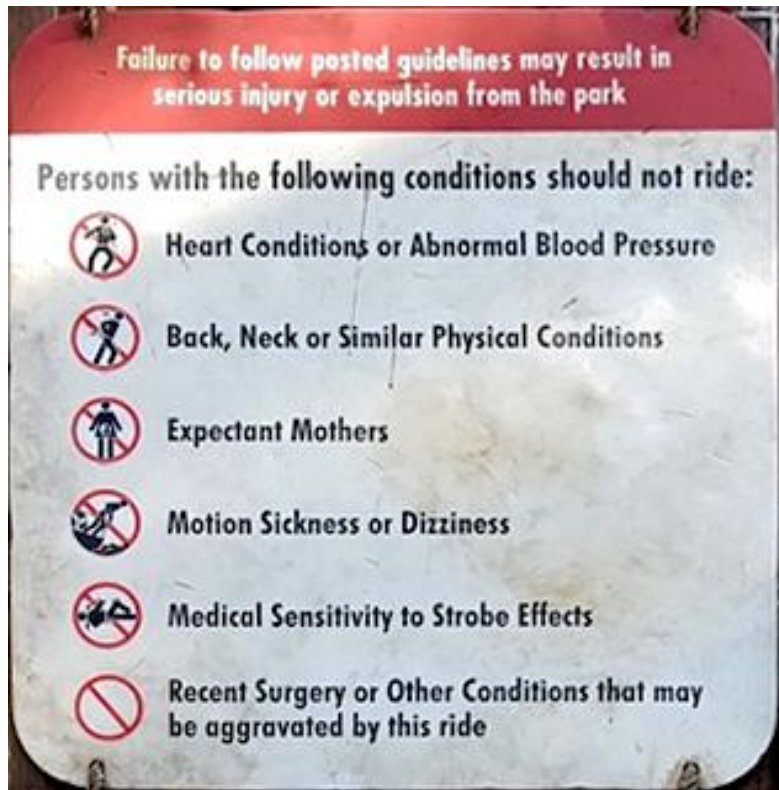 Failure to follow posted guidelines may result in
serious injury or expulsion from the park
Persons with the following conditions should not ride:
Heart Conditions or Abnormal Blood Pressure
Back, Neck or Similar Physical Conditions
Expectant Mothers
Motion Sickness or Dizziness
Medical Sensitivity to Strobe Effects
Recent Surgery or Other Conditions that may
be aggravated by this ride